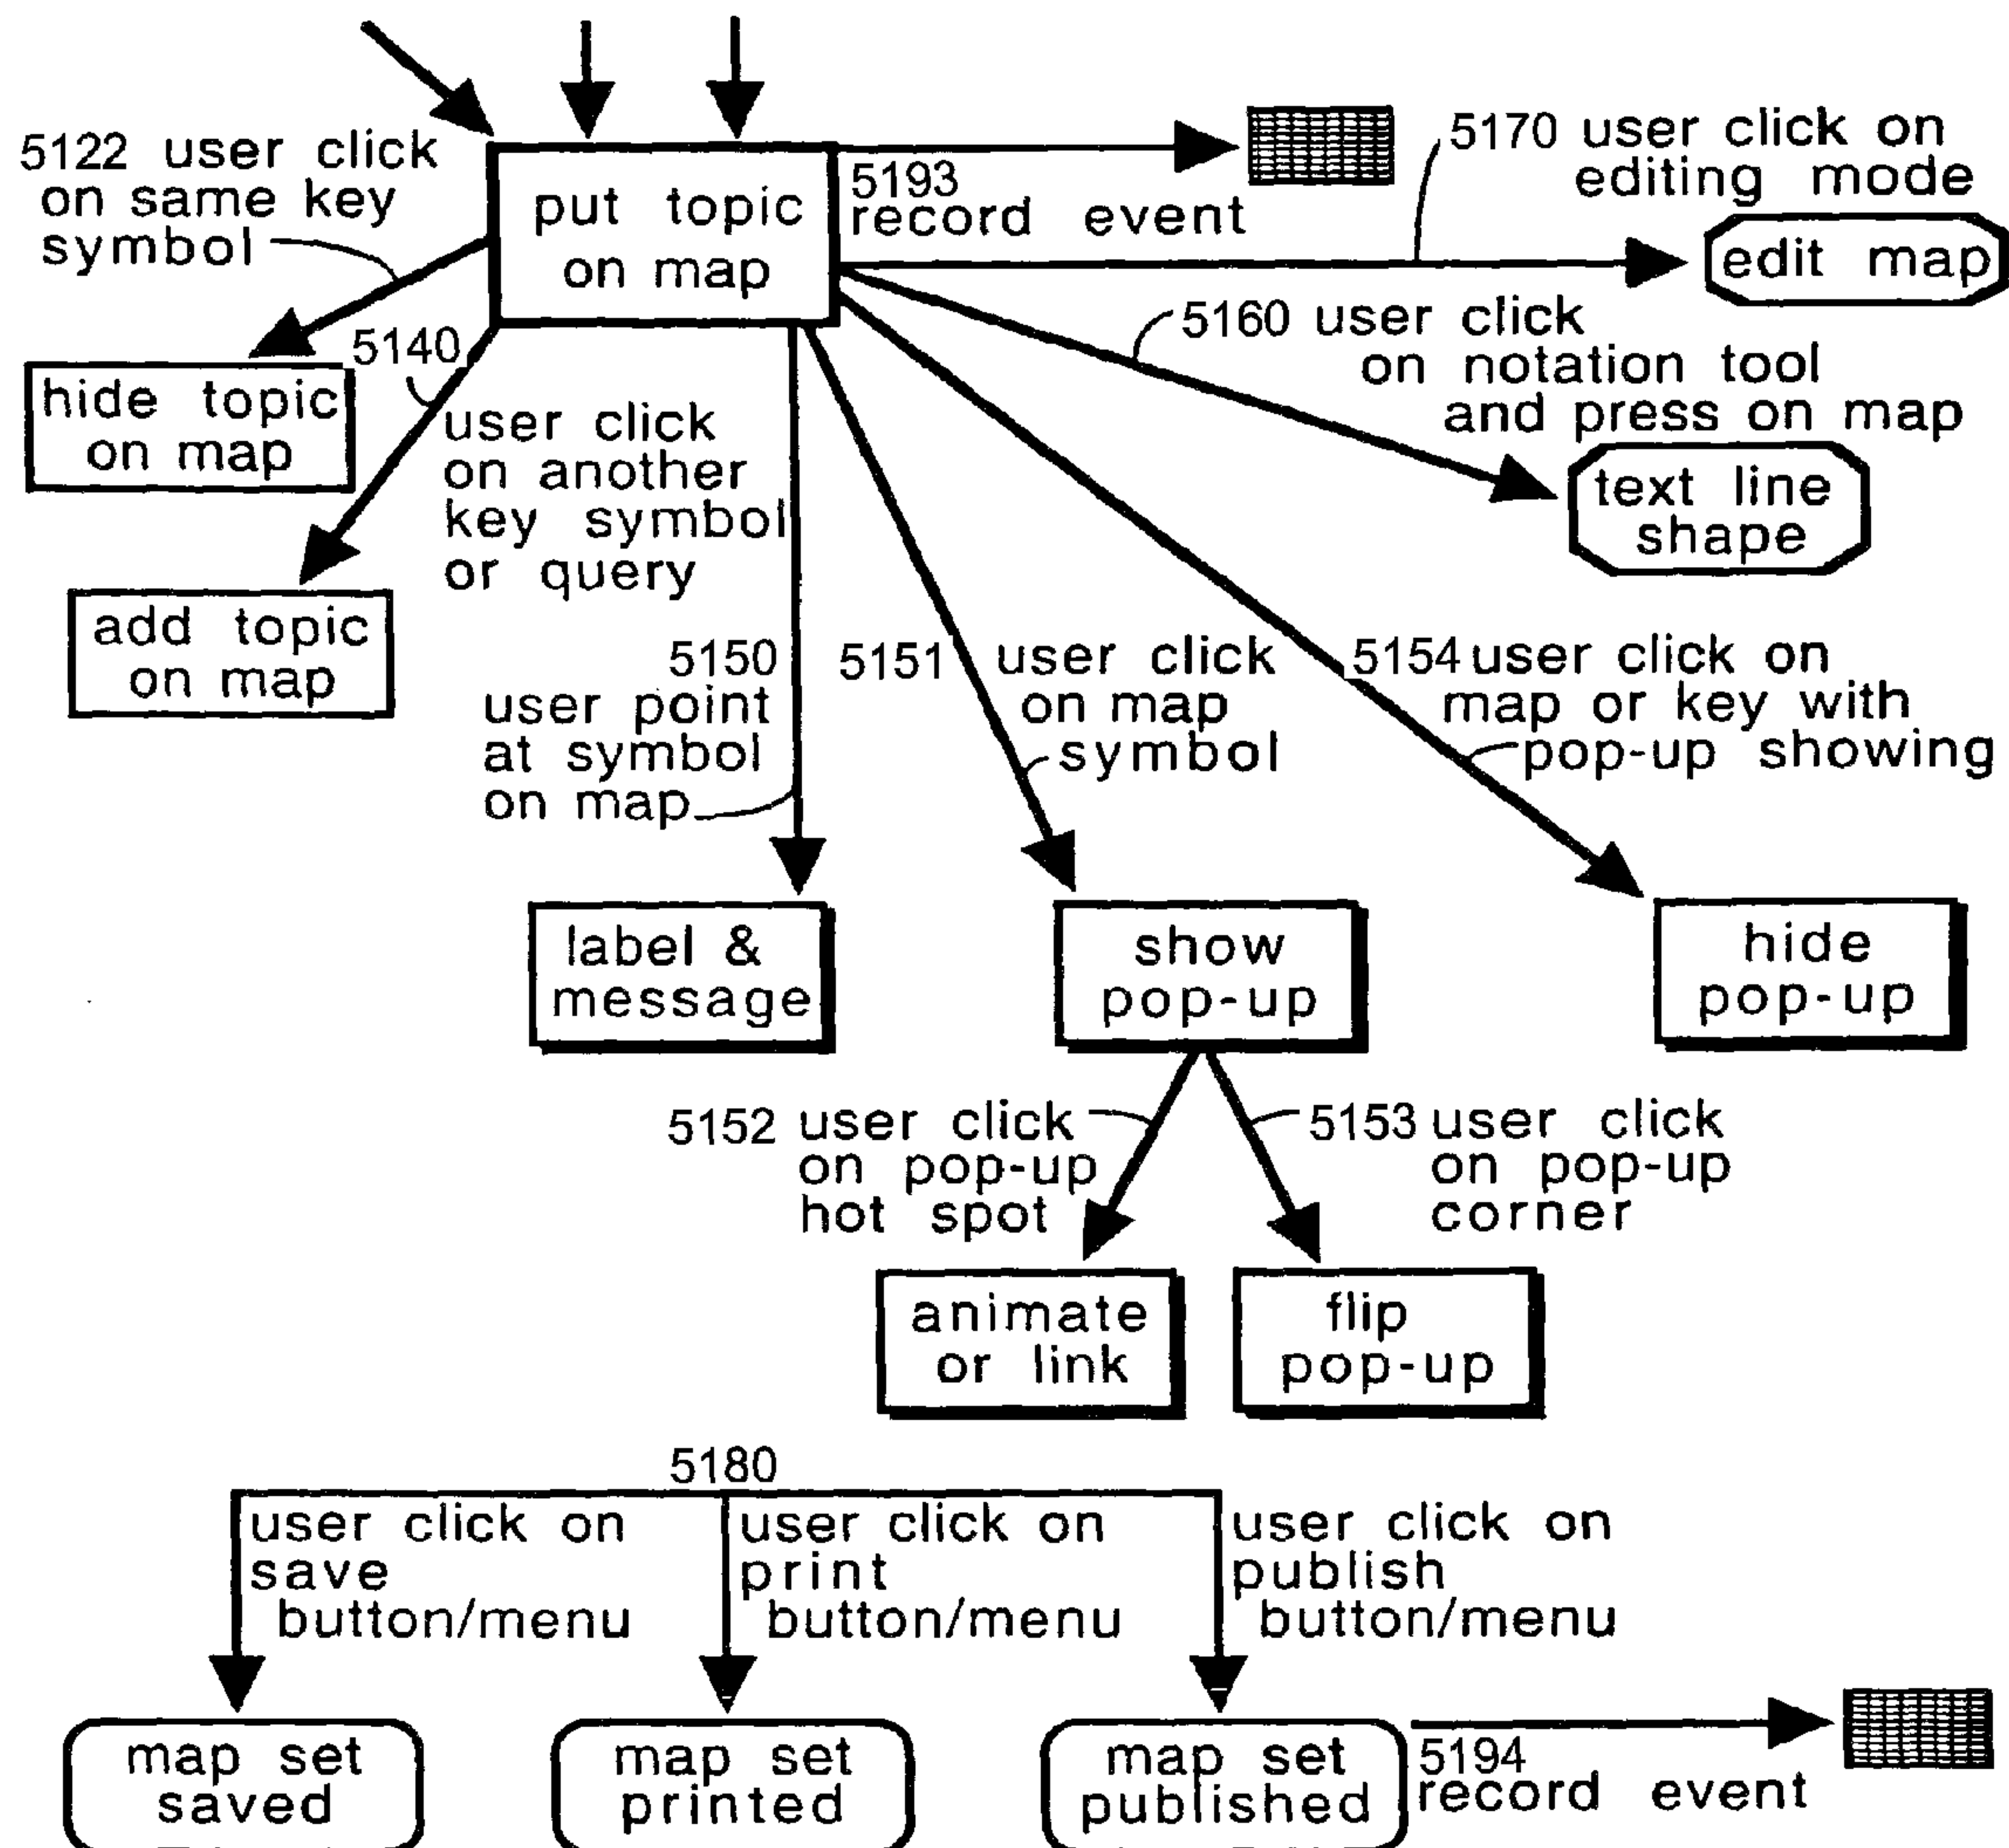 5122 user click
on same key
symbol
put topic
on map
5193
record event
5170 user click on
editing mode
edit map
5160 user click
on notation tool
and press on map
text line
shape
hide topic
on map
5140
user click
on another
key symbol
or query
add topic
on map
5150
user point
at symbol
on map
5151 user click
on map
symbol
5154 user click on
map or key with
pop-up showing
label &
message
show
pop-up
hide
pop-up
5152 user click
on pop-up
hot spot
5153 user click
on pop-up
corner
animate
or link
flip
pop-up
5180
user click on
save
button/menu
user click on
print
button/menu
user click on
publish
button/menu
map set
saved
map set
printed
map set
published
5194
record event